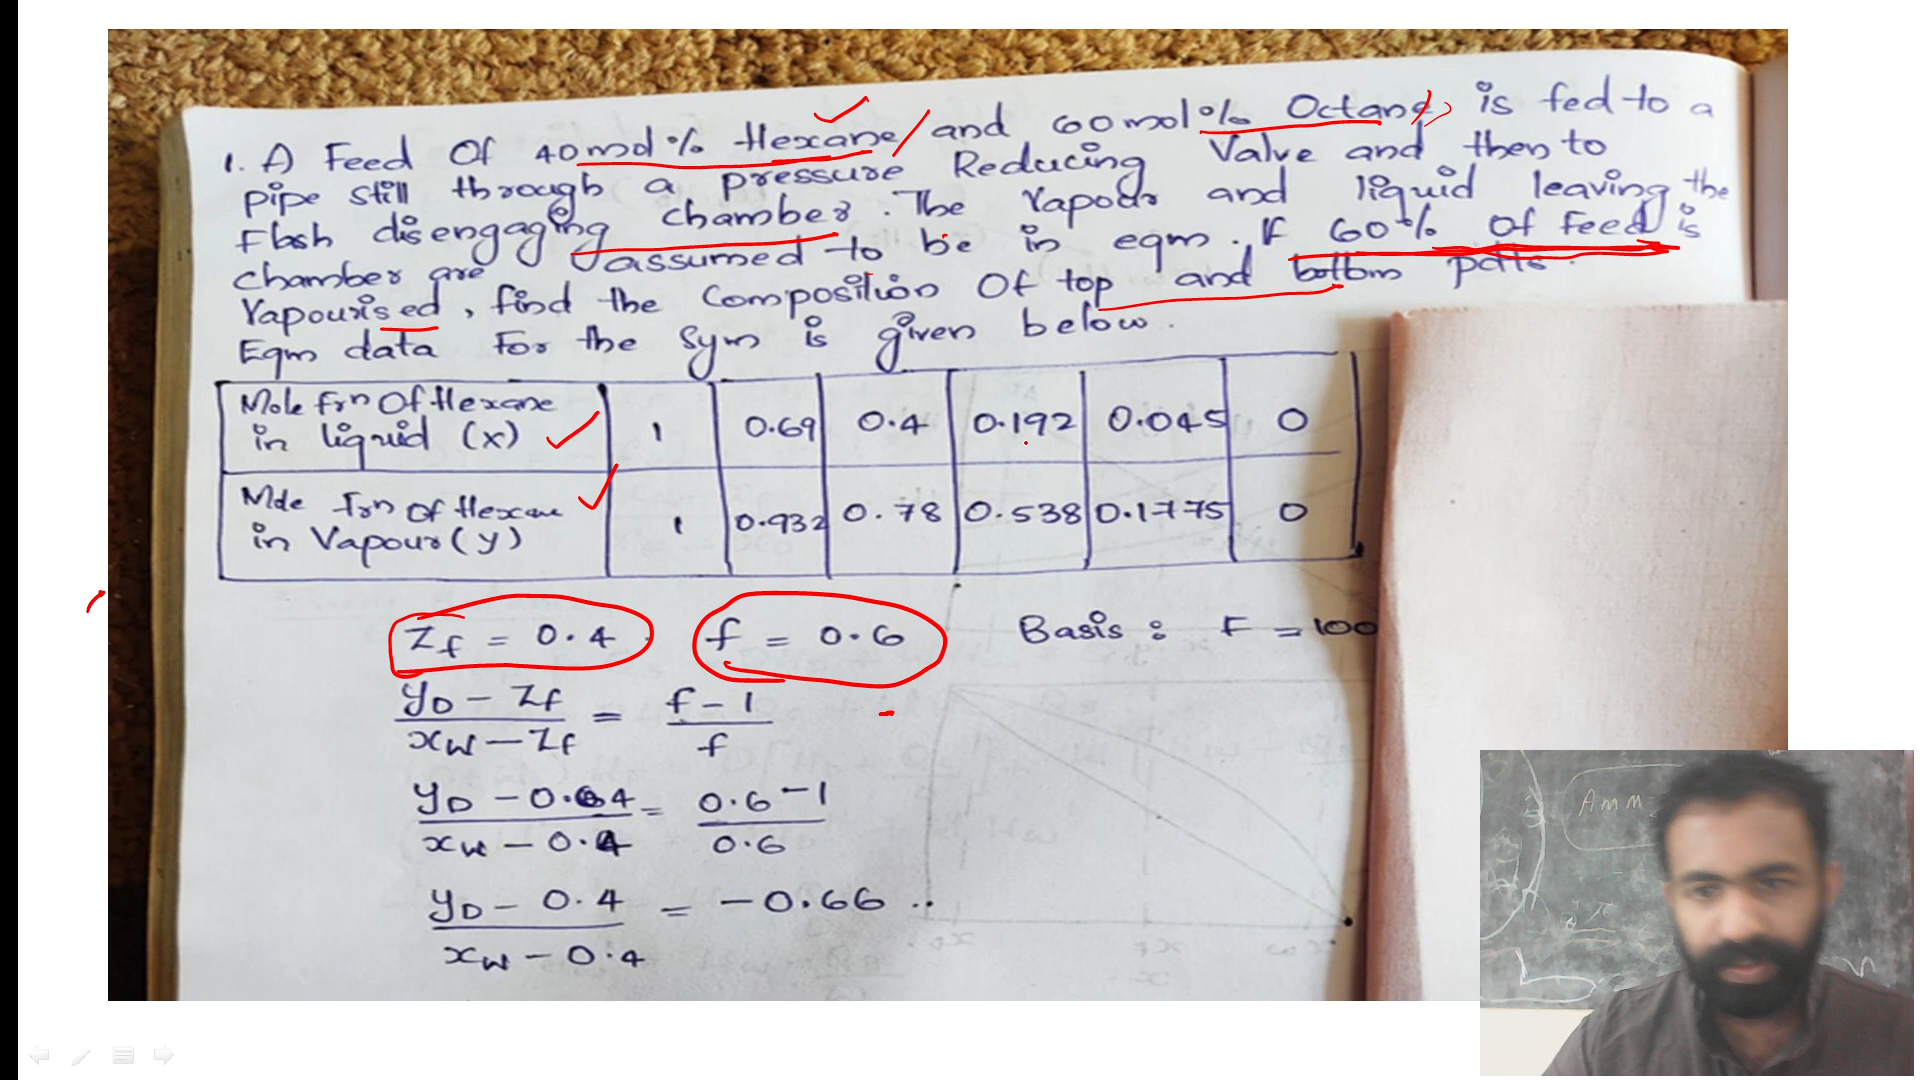 1. A Feed Of 40 mol % Hexane and 60 mol % Octane is fed to a
pipe still through a pressure Reducing Valve and then to
Flash disengaging chamber. The Vapour and liquid leaving the
chamber are assumed to be in eqm. If 60% Of Feed is
Vapourised, find the Composition Of top and bottom pdts.
Eqm data For the sym is given below.
Mole frn Of Hexane in liquid (x) 1 0.69 0.4 0.192 0.045 0
Mole frn Of Hexane in Vapour (y) 1 0.932 0.78 0.538 0.1775 0
Zf = 0.4 f = 0.6 Basis : F = 100
yD - Zf / xW - Zf = f - 1 / f
yD - 0.4 / xW - 0.4 = 0.6 - 1 / 0.6
yD - 0.4 / xW - 0.4 = -0.66 ..
Amm